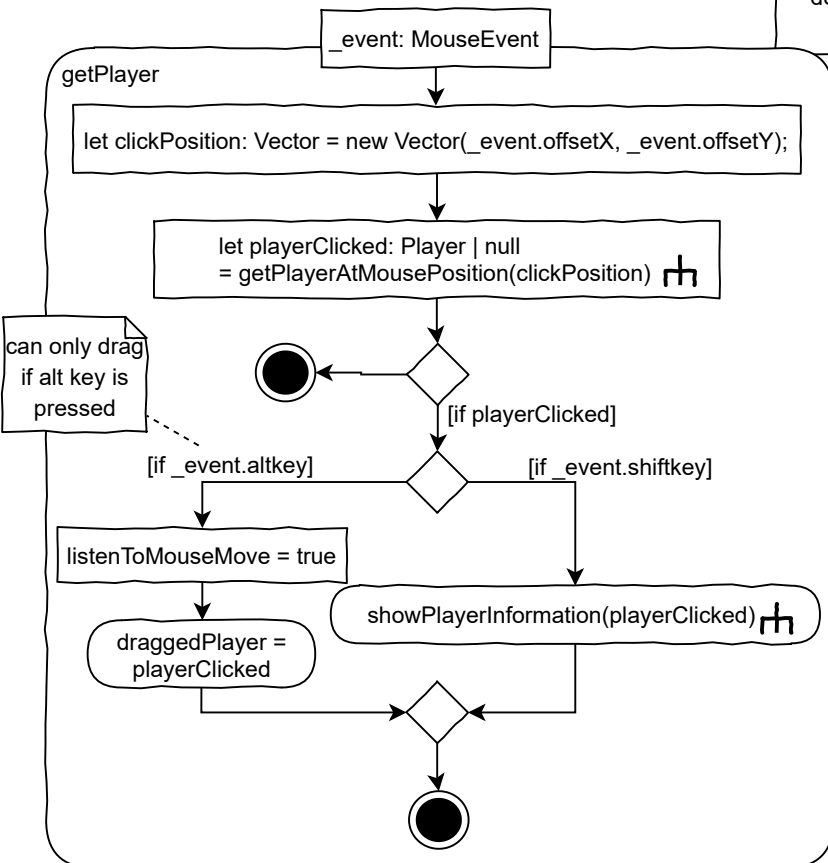 _event: MouseEvent
getPlayer
let clickPosition: Vector = new Vector(_event.offsetX, _event.offsetY);
let playerClicked: Player | null
= getPlayerAtMousePosition(clickPosition)
can only drag
if alt key is
pressed
[if playerClicked]
[if _event.altkey]
[if _event.shiftkey]
listenToMouseMove = true
showPlayerInformation(playerClicked)
draggedPlayer =
playerClicked